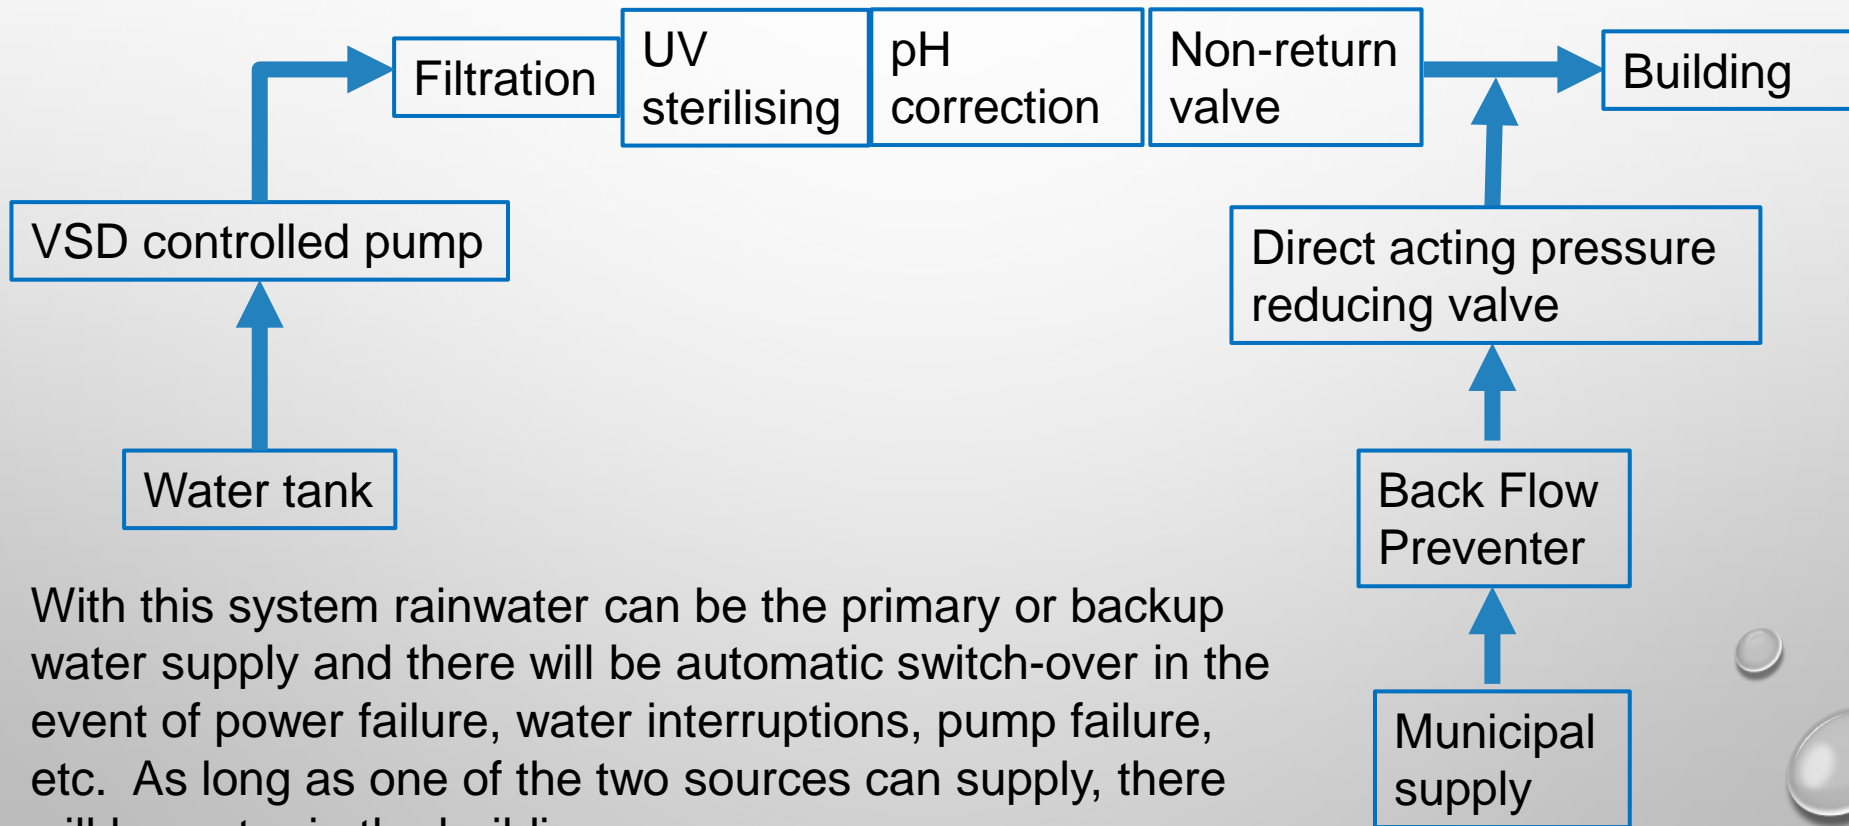 Filtration
UV
sterilising
pH
correction
Non-return
valve
Building
VSD controlled pump
Direct acting pressure
reducing valve
Water tank
Back Flow
Preventer
With this system rainwater can be the primary or backup
water supply and there will be automatic switch-over in the
event of power failure, water interruptions, pump failure,
etc.  As long as one of the two sources can supply, there
Municipal
supply